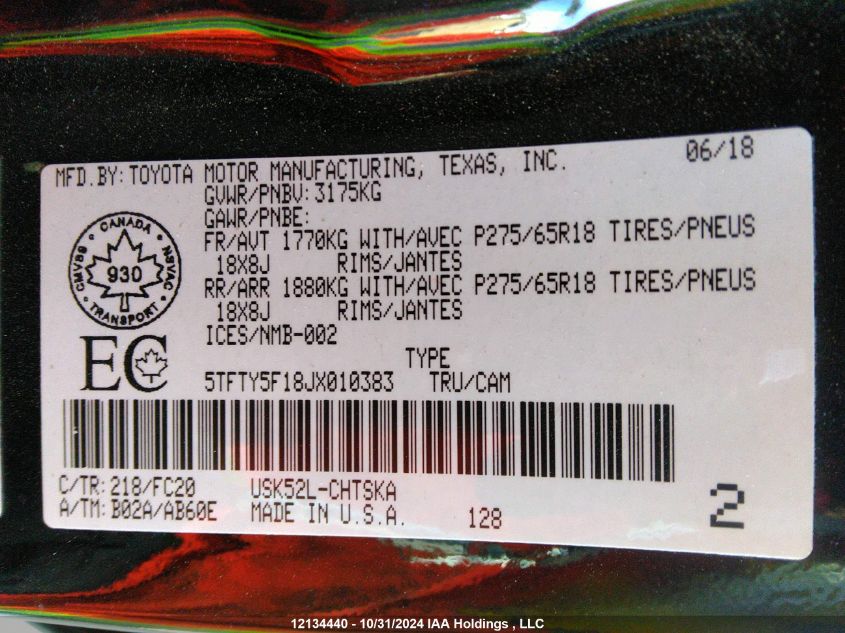 MFD.BY: TOYOTA MOTOR MANUFACTURING, TEXAS, INC. 06/18
GVWR/PNBV: 3175KG
GAWR/PNBE:
FR/AVT 1770KG WITH/AVEC P275/65R18 TIRES/PNEUS
18X8J RIMS/JANTES
RR/ARR 1880KG WITH/AVEC P275/65R18 TIRES/PNEUS
18X8J RIMS/JANTES
CANADA
CMVSS NSVAC
930
TRANSPORT
ICES/NMB-002
EC
TYPE
5TFTY5F18JX010383 TRU/CAM
C/TR: 218/FC20 USK52L-CHTSKA
A/TM: B02A/AB60E MADE IN U.S.A. 128 2
12134440 - 10/31/2024 IAA Holdings , LLC